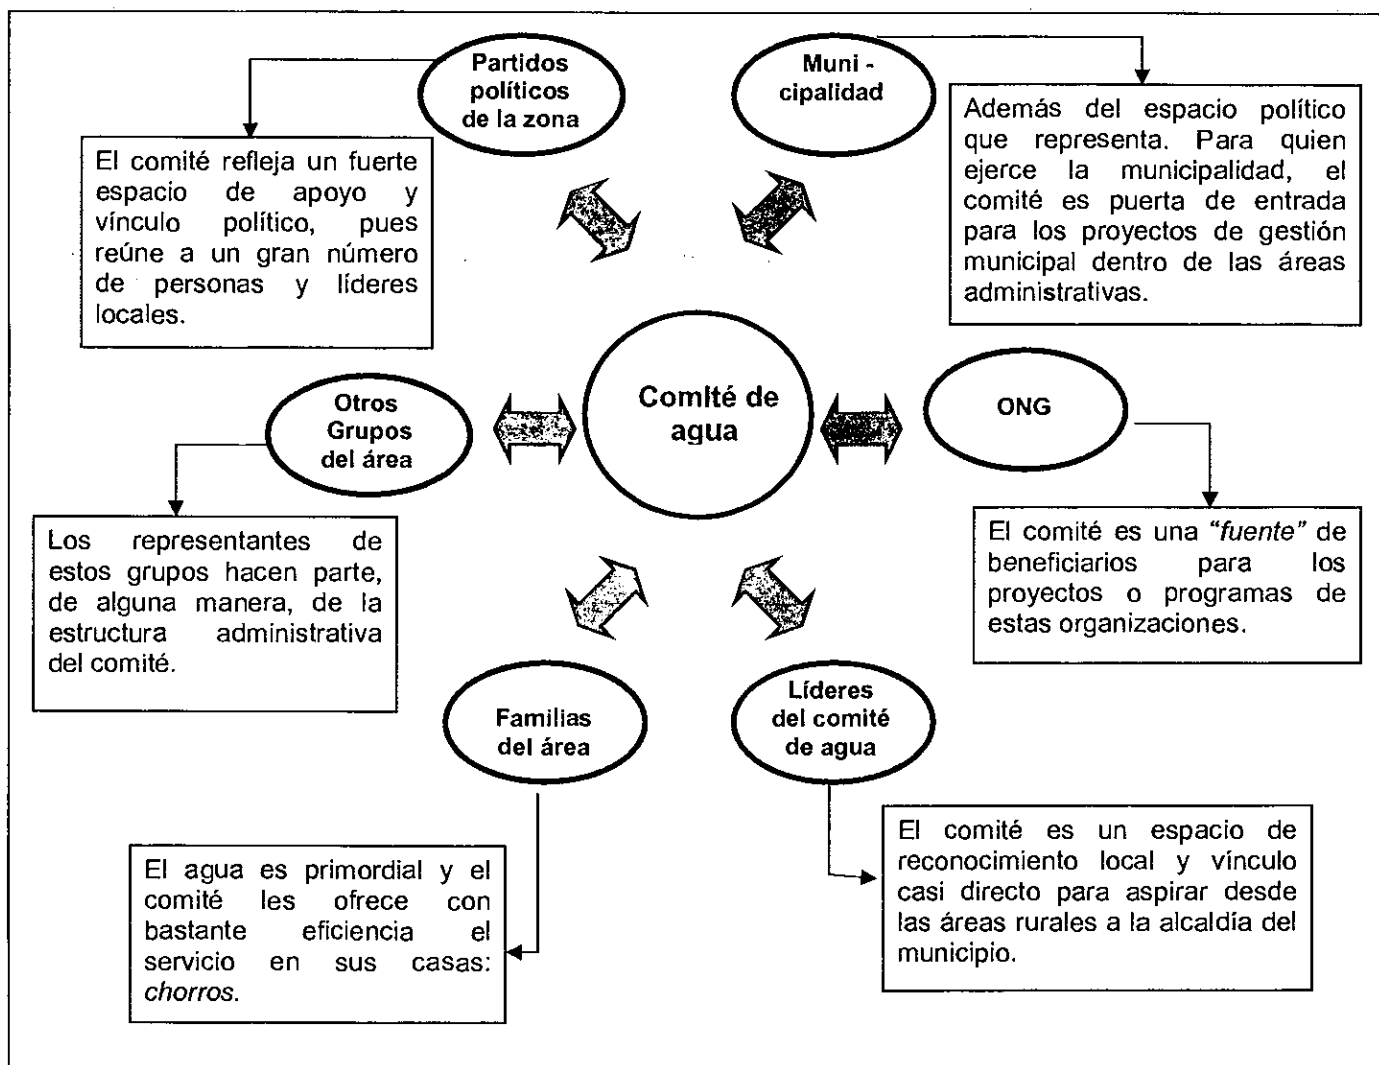 Partidos
políticos
de la zona
Muni -
cipalidad
El comité refleja un fuerte
espacio de apoyo y
vínculo político, pues
reúne a un gran número
de personas y líderes
locales.
Además del espacio político
que representa. Para quien
ejerce la municipalidad, el
comité es puerta de entrada
para los proyectos de gestión
municipal dentro de las áreas
administrativas.
Otros
Grupos
del área
Comité de
agua
ONG
Los representantes de
estos grupos hacen parte,
de alguna manera, de la
estructura administrativa
del comité.
El comité es una “fuente” de
beneficiarios para los
proyectos o programas de
estas organizaciones.
Familias
del área
Líderes
del comité
de agua
El agua es primordial y el
comité les ofrece con
bastante eficiencia el
servicio en sus casas:
chorros.
El comité es un espacio de
reconocimiento local y vínculo
casi directo para aspirar desde
las áreas rurales a la alcaldía del
municipio.